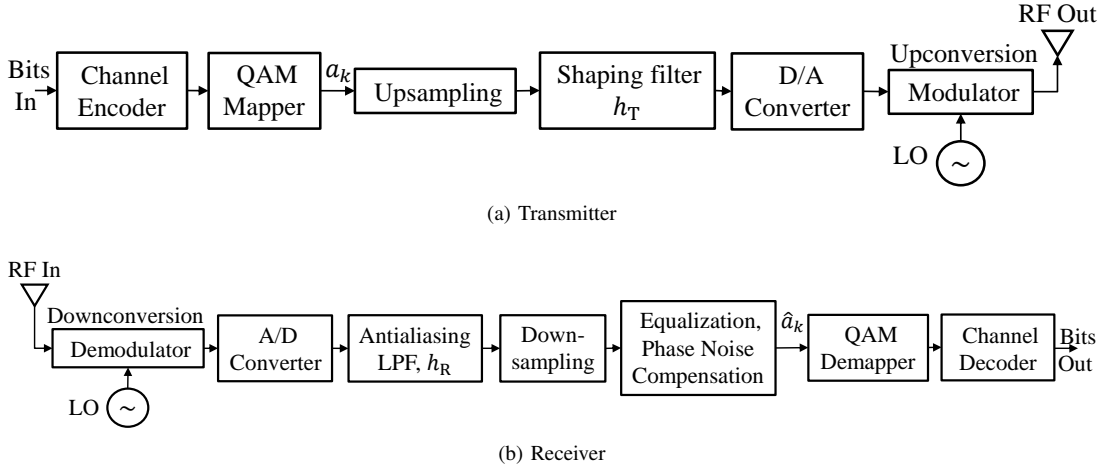 RF Out
Bits
In
Channel
Encoder
QAM
Mapper
a_k
Upsampling
Shaping filter
h_T
D/A
Converter
Upconversion
Modulator
LO
~
(a) Transmitter
RF In
Downconversion
Demodulator
LO
~
A/D
Converter
Antialiasing
LPF, h_R
Down-
sampling
Equalization,
Phase Noise
Compensation
â_k
QAM
Demapper
Channel
Decoder
Bits
Out
(b) Receiver